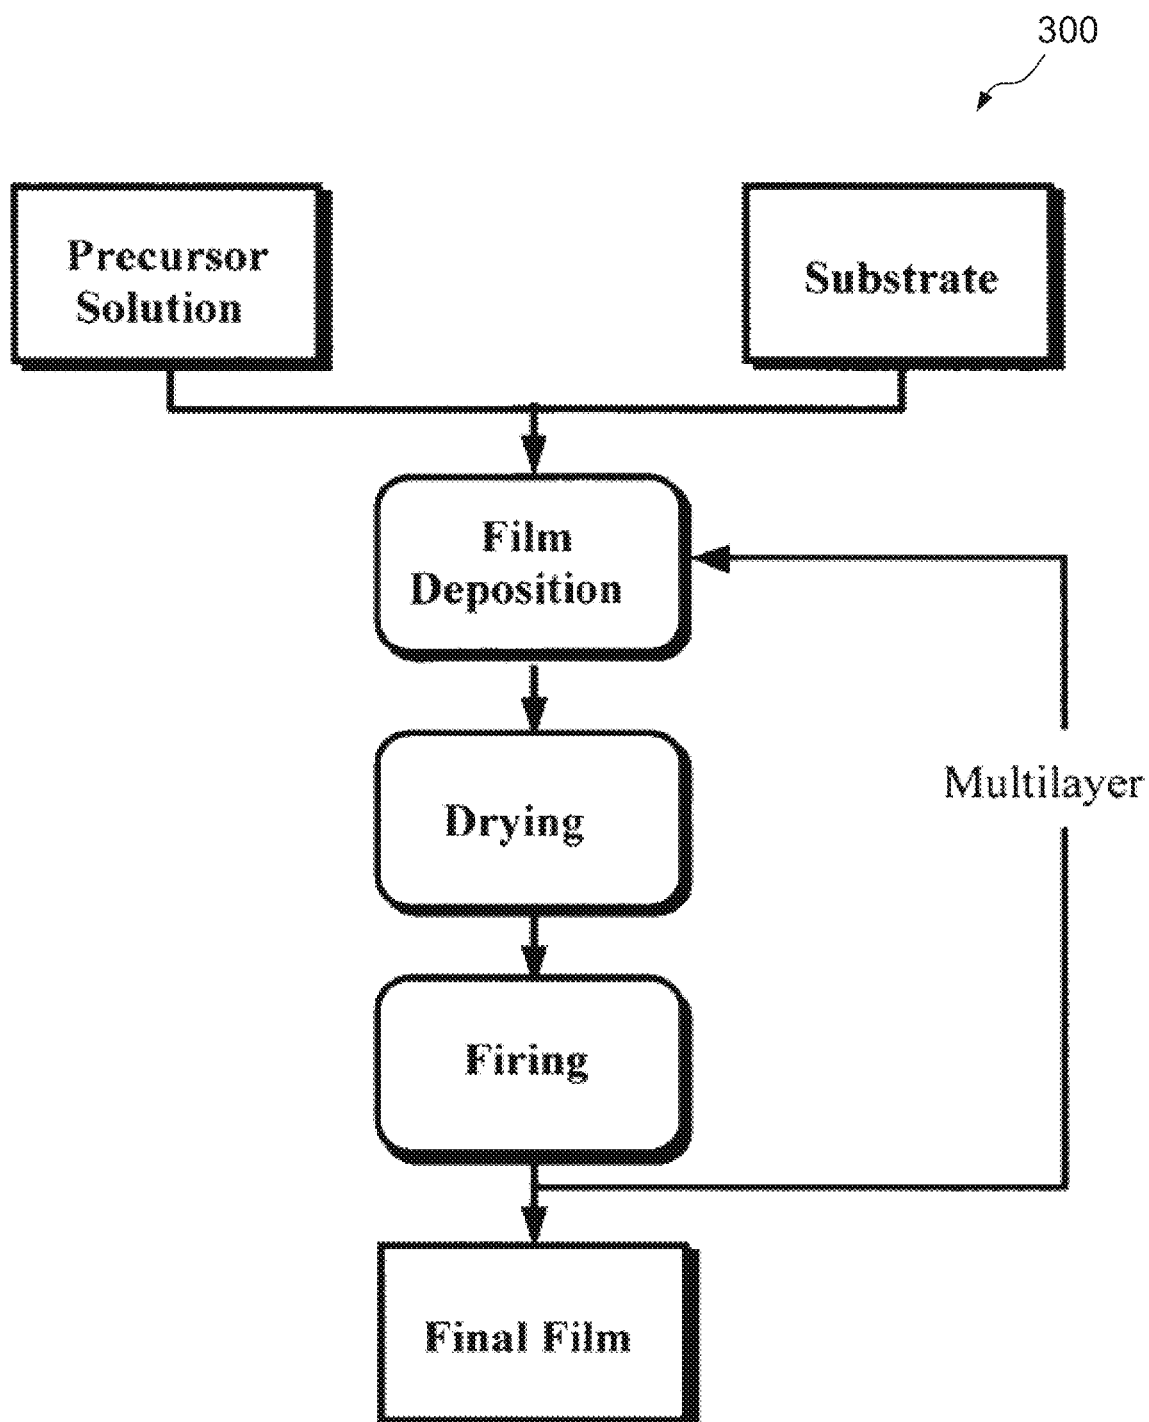 300
Precursor
Solution
Substrate
Film
Deposition
Drying
Multilayer
Firing
Final Film